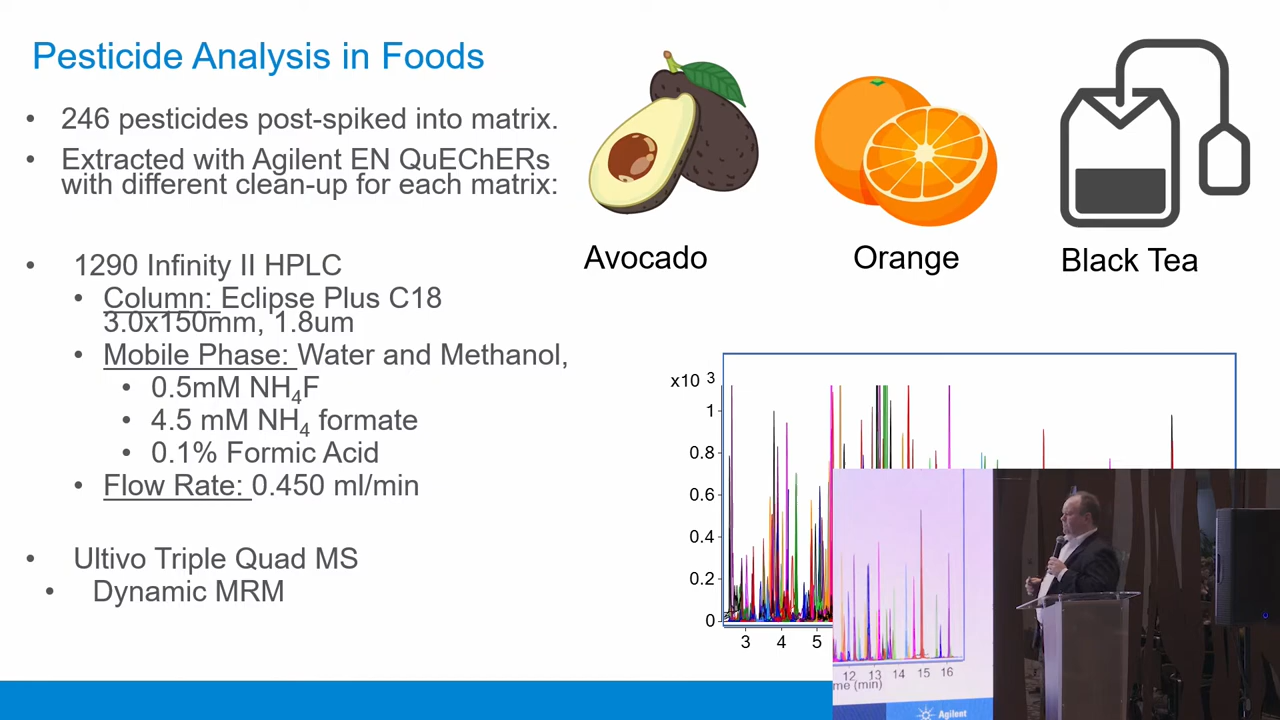 Pesticide Analysis in Foods
• 246 pesticides post-spiked into matrix.
• Extracted with Agilent EN QuEChERs
with different clean-up for each matrix:
• 1290 Infinity II HPLC
• Column: Eclipse Plus C18
3.0x150mm, 1.8um
• Mobile Phase: Water and Methanol,
• 0.5mM NH₄F
• 4.5 mM NH₄ formate
• 0.1% Formic Acid
• Flow Rate: 0.450 ml/min
• Ultivo Triple Quad MS
• Dynamic MRM
Avocado
Orange
Black Tea
x10 3
1
0.8
0.6
0.4
0.2
0
3 4 5
12 13 14 15 16
me (min)
Agilent